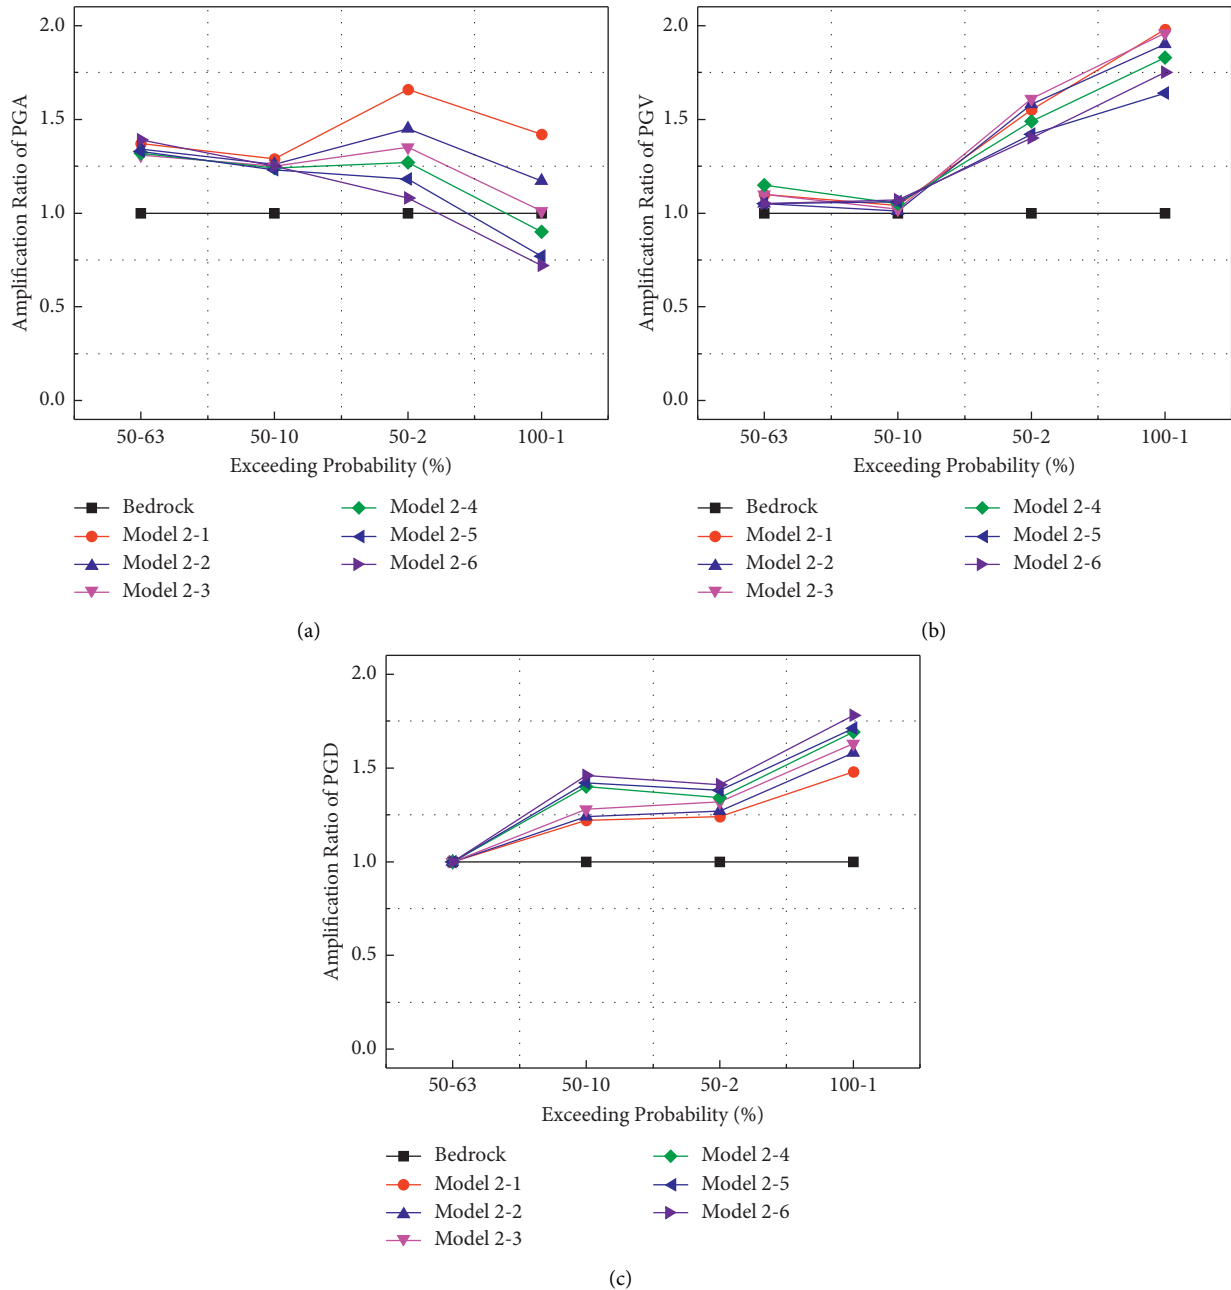 2.0
1.5
1.0
0.5
0.0
Amplification Ratio of PGA
50-63 50-10 50-2 100-1
Exceeding Probability (%)
Bedrock
Model 2-1
Model 2-2
Model 2-3
Model 2-4
Model 2-5
Model 2-6
(a)
2.0
1.5
1.0
0.5
0.0
Amplification Ratio of PGV
50-63 50-10 50-2 100-1
Exceeding Probability (%)
Bedrock
Model 2-1
Model 2-2
Model 2-3
Model 2-4
Model 2-5
Model 2-6
(b)
2.0
1.5
1.0
0.5
0.0
Amplification Ratio of PGD
50-63 50-10 50-2 100-1
Exceeding Probability (%)
Bedrock
Model 2-1
Model 2-2
Model 2-3
Model 2-4
Model 2-5
Model 2-6
(c)